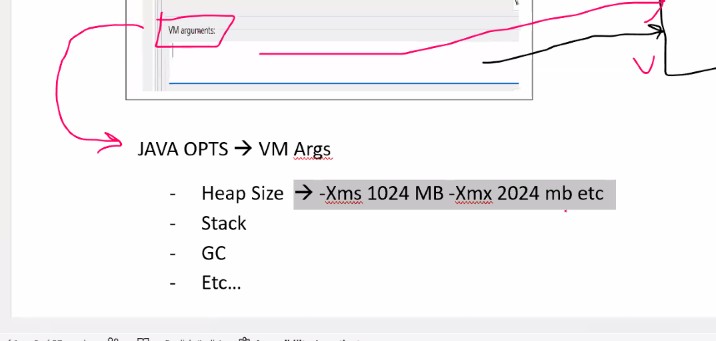 VM arguments:
JAVA OPTS → VM Args
- Heap Size → -Xms 1024 MB -Xmx 2024 mb etc
- Stack
- GC
- Etc...